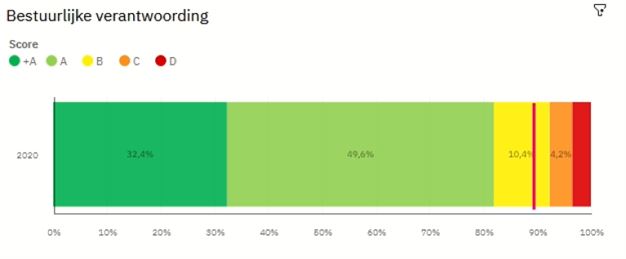 Bestuurlijke verantwoording
Score
+A A B C D
2020 32,4% 49,6% 10,4% 4,2%
0% 10% 20% 30% 40% 50% 60% 70% 80% 90% 100%